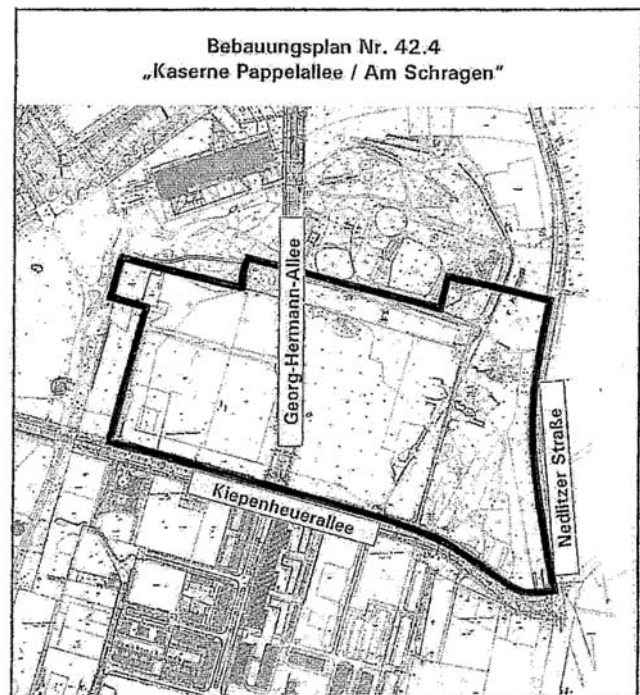 Bebauungsplan Nr. 42.4
„Kaserne Pappelallee / Am Schragen“
Georg-Hermann-Allee
Kiepenheuerallee
Nedlitzer Straße